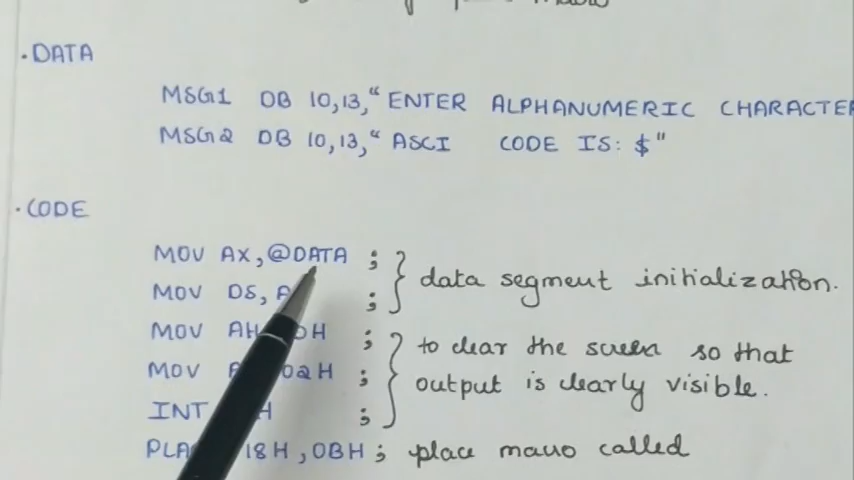 .DATA
MSG1 DB 10,13,"ENTER ALPHANUMERIC CHARACTER
MSG2 DB 10,13," ASCI CODE IS: $"
.CODE
MOV AX,@DATA ; } data segment initialization.
MOV DS, ;
MOV AH ; } to clear the screen so that
MOV 02H ; output is clearly visible.
INT ;
18H,0BH ; place macro called